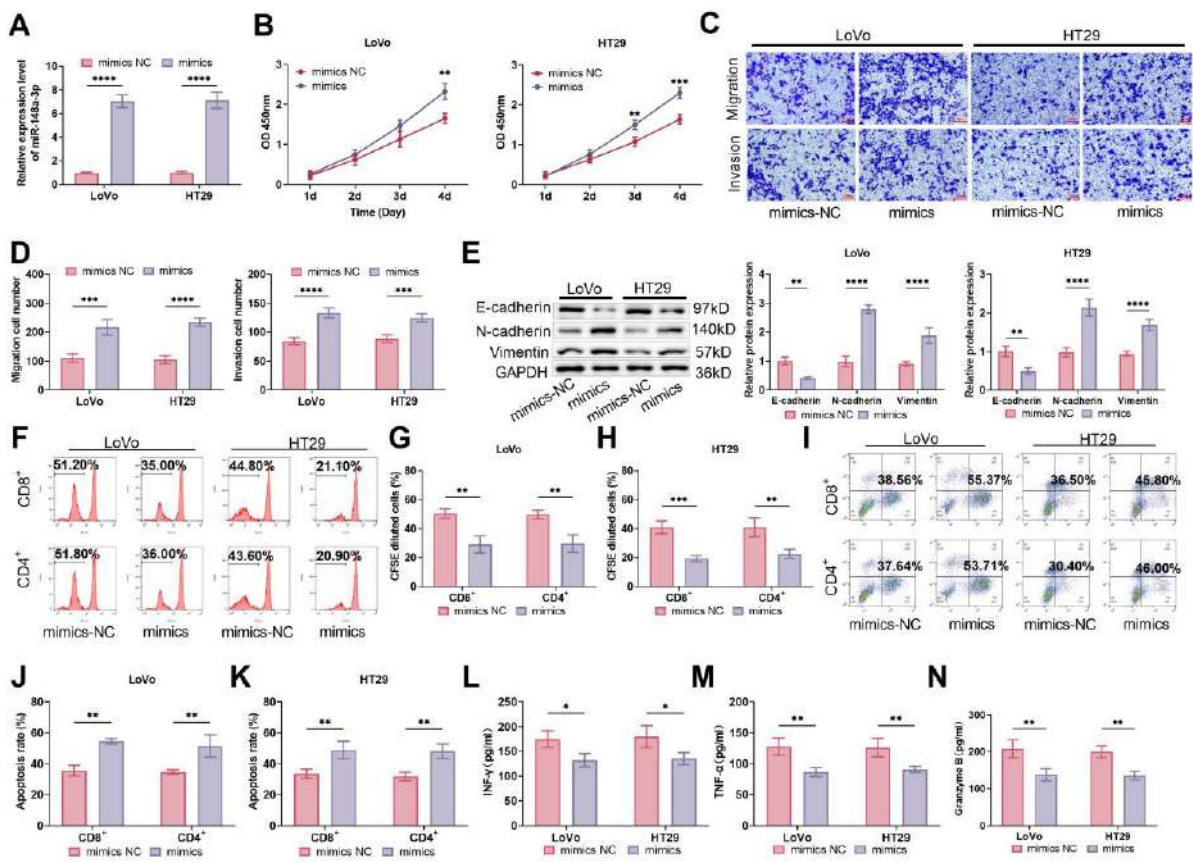 A
mimics NC mimics
Relative expression level
of miR-148a-3p
10
8
6
4
2
0
****
****
LoVo HT29
B
LoVo
mimics NC
mimics
OD 450nm
3
2
1
0
**
1d 2d 3d 4d
Time (Day)
HT29
mimics NC
mimics
OD 450nm
3
2
1
0
**
***
1d 2d 3d 4d
C
LoVo HT29
Migration
Invasion
mimics-NC mimics mimics-NC mimics
D
mimics NC mimics
Migration cell number
400
300
200
100
0
***
****
LoVo HT29
mimics NC mimics
Invasion cell number
200
150
100
50
0
****
***
LoVo HT29
E
LoVo HT29
E-cadherin 97kD
N-cadherin 140kD
Vimentin 57kD
GAPDH 36kD
mimics-NC mimics mimics-NC mimics
LoVo
Relative protein expression
4
3
2
1
0
** **** ****
E-cadherin N-cadherin Vimentin
mimics NC mimics
HT29
Relative protein expression
3
2
1
0
** **** ****
E-cadherin N-cadherin Vimentin
mimics NC mimics
F
LoVo HT29
CD8+
51.20% 35.00% 44.80% 21.10%
CD4+
51.80% 36.00% 43.60% 20.90%
mimics-NC mimics mimics-NC mimics
G
LoVo
CFSE diluted cells (%)
80
60
40
20
0
** **
CD8+ CD4+
mimics NC mimics
H
HT29
CFSE diluted cells (%)
80
60
40
20
0
*** **
CD8+ CD4+
mimics NC mimics
I
LoVo HT29
CD8+
38.56% 55.37% 36.50% 45.80%
CD4+
37.64% 53.71% 30.40% 46.00%
mimics-NC mimics mimics-NC mimics
J
LoVo
Apoptosis rate (%)
80
60
40
20
0
** **
CD8+ CD4+
mimics NC mimics
K
HT29
Apoptosis rate (%)
80
60
40
20
0
** **
CD8+ CD4+
mimics NC mimics
L
INF-γ(pg/ml)
250
200
150
100
50
0
* *
LoVo HT29
mimics NC mimics
M
TNF-α(pg/ml)
200
150
100
50
0
** **
LoVo HT29
mimics NC mimics
N
Granzyme B (pg/ml)
400
300
200
100
0
** **
LoVo HT29
mimics NC mimics